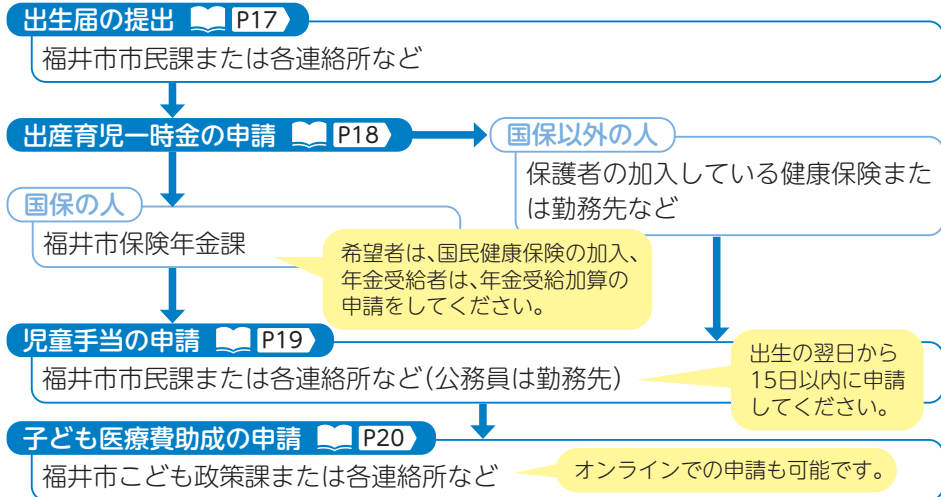 出生届の提出 P17
福井市市民課または各連絡所など
出産育児一時金の申請 P18
国保以外の人
保護者の加入している健康保険また
は勤務先など
国保の人
福井市保険年金課
希望者は、国民健康保険の加入、
年金受給者は、年金受給加算の
申請をしてください。
児童手当の申請 P19
福井市市民課または各連絡所など(公務員は勤務先)
出生の翌日から
15日以内に申請
してください。
子ども医療費助成の申請 P20
福井市こども政策課または各連絡所など
オンラインでの申請も可能です。